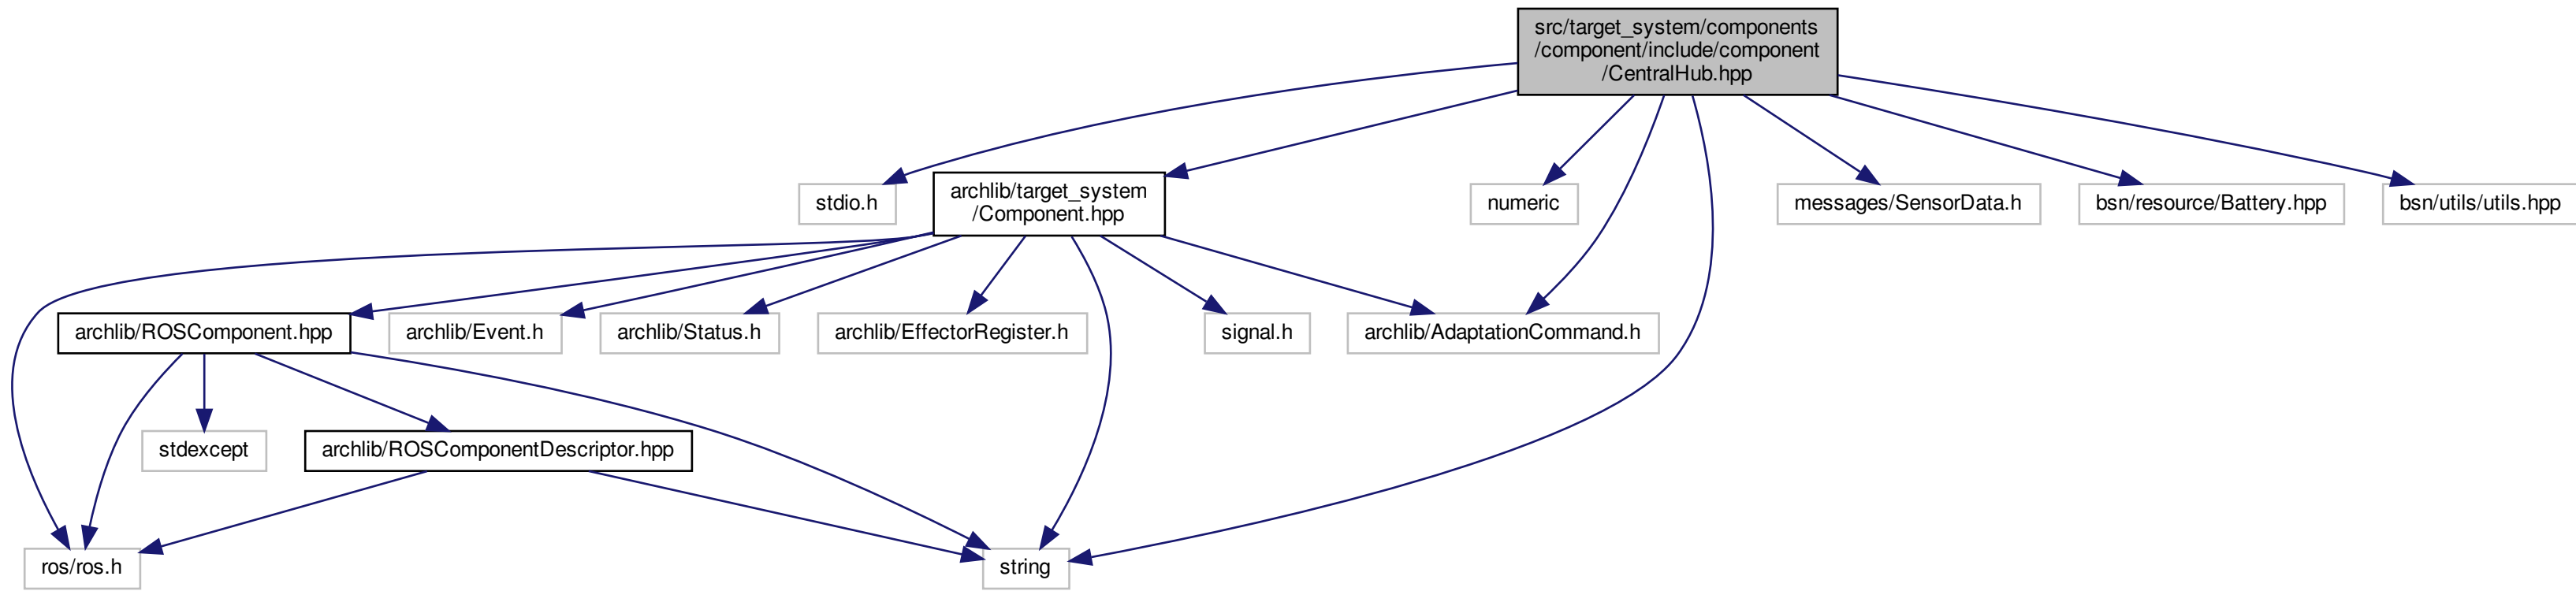 src/target_system/components
/component/include/component
/CentralHub.hpp
stdio.h
archlib/target_system
/Component.hpp
numeric
messages/SensorData.h
bsn/resource/Battery.hpp
bsn/utils/utils.hpp
archlib/ROSComponent.hpp
archlib/Event.h
archlib/Status.h
archlib/EffectorRegister.h
signal.h
archlib/AdaptationCommand.h
stdexcept
archlib/ROSComponentDescriptor.hpp
ros/ros.h
string